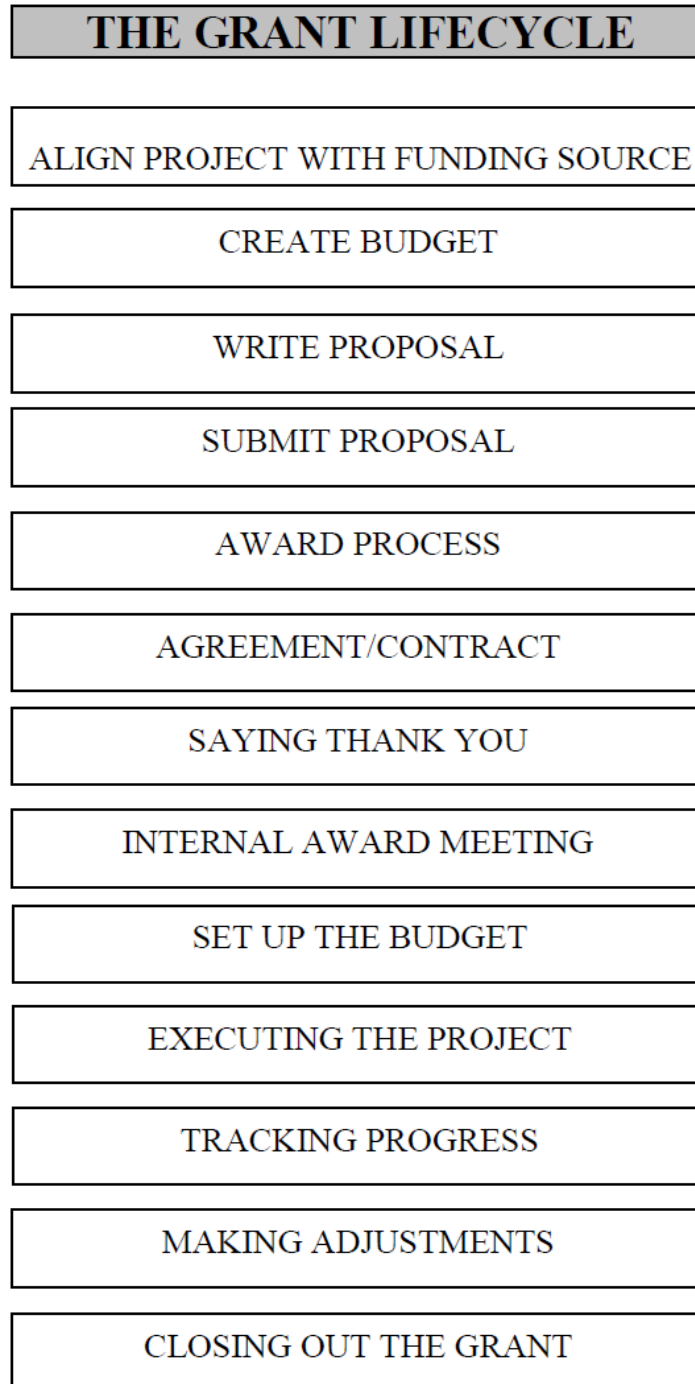 THE GRANT LIFECYCLE
ALIGN PROJECT WITH FUNDING SOURCE
CREATE BUDGET
WRITE PROPOSAL
SUBMIT PROPOSAL
AWARD PROCESS
AGREEMENT/CONTRACT
SAYING THANK YOU
INTERNAL AWARD MEETING
SET UP THE BUDGET
EXECUTING THE PROJECT
TRACKING PROGRESS
MAKING ADJUSTMENTS
CLOSING OUT THE GRANT